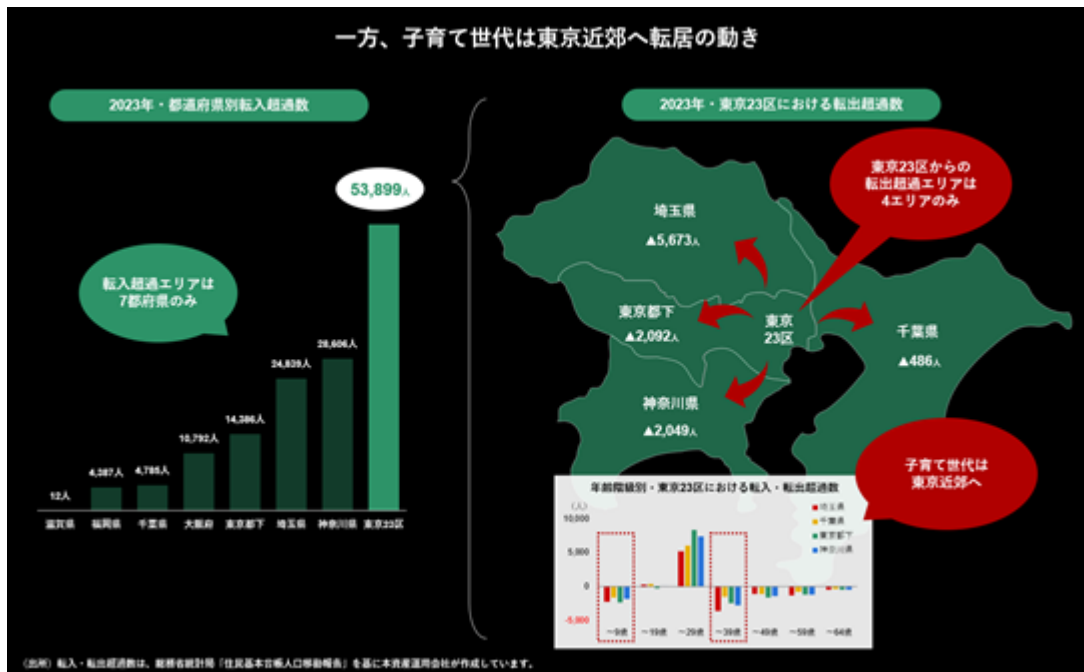 一方、子育て世代は東京近郊へ転居の動き
2023年・都道府県別転入超過数
53,899人
転入超過エリアは
7都府県のみ
28,606人
24,839人
14,386人
10,792人
4,785人
4,387人
12人
滋賀県
福岡県
千葉県
大阪府
東京都下
埼玉県
神奈川県
東京23区
2023年・東京23区における転出超過数
東京23区からの
転出超過エリアは
4エリアのみ
埼玉県
▲5,673人
東京都下
▲2,092人
東京
23区
千葉県
▲486人
神奈川県
▲2,049人
子育て世代は
東京近郊へ
年齢階級別・東京23区における転入・転出超過数
(人)
10,000
5,000
0
-5,000
埼玉県
千葉県
東京都下
神奈川県
～9歳
～19歳
～29歳
～39歳
～49歳
～59歳
～64歳
(出所) 転入・転出超過数は、総務省統計局「住民基本台帳人口移動報告」を基に本資産運用会社が作成しています。